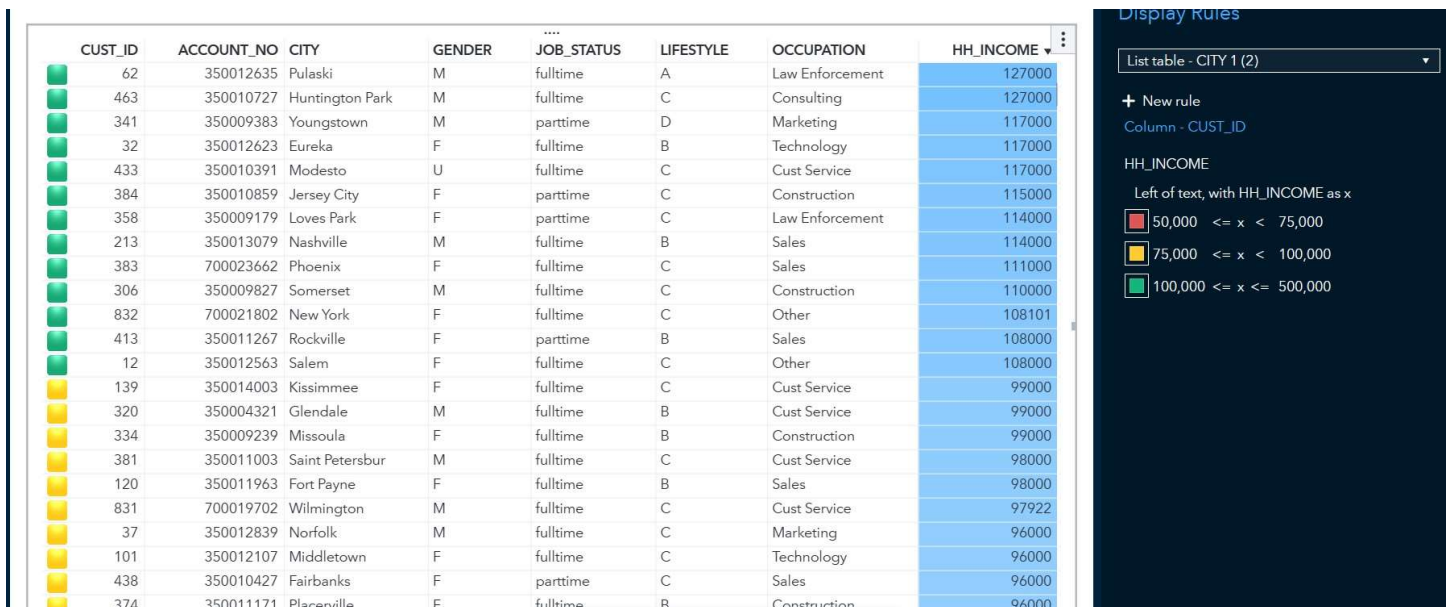 CUST_ID ACCOUNT_NO CITY GENDER JOB_STATUS LIFESTYLE OCCUPATION HH_INCOME
62 350012635 Pulaski M fulltime A Law Enforcement 127000
463 350010727 Huntington Park M fulltime C Consulting 127000
341 350009383 Youngstown M parttime D Marketing 117000
32 350012623 Eureka F fulltime B Technology 117000
433 350010391 Modesto U fulltime C Cust Service 117000
384 350010859 Jersey City F parttime C Construction 115000
358 350009179 Loves Park F parttime C Law Enforcement 114000
213 350013079 Nashville M fulltime B Sales 114000
383 700023662 Phoenix F fulltime C Sales 111000
306 350009827 Somerset M fulltime C Construction 110000
832 700021802 New York F fulltime C Other 108101
413 350011267 Rockville F parttime B Sales 108000
12 350012563 Salem F fulltime C Other 108000
139 350014003 Kissimmee F fulltime C Cust Service 99000
320 350004321 Glendale M fulltime B Cust Service 99000
334 350009239 Missoula F fulltime B Construction 99000
381 350011003 Saint Petersbur M fulltime C Cust Service 98000
120 350011963 Fort Payne F fulltime B Sales 98000
831 700019702 Wilmington M fulltime C Cust Service 97922
37 350012839 Norfolk M fulltime C Marketing 96000
101 350012107 Middletown F fulltime C Technology 96000
438 350010427 Fairbanks F parttime C Sales 96000
374 350011171 Placerville F fulltime B Construction 96000
Display Rules
List table - CITY 1 (2)
+ New rule
Column - CUST_ID
HH_INCOME
Left of text, with HH_INCOME as x
50,000 <= x < 75,000
75,000 <= x < 100,000
100,000 <= x <= 500,000